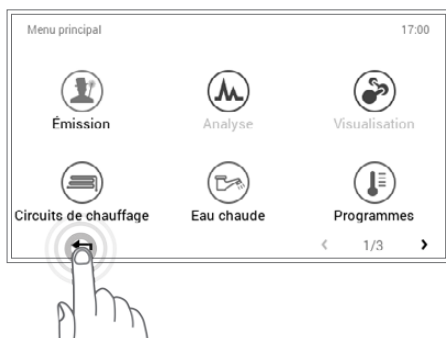 Menu principal 17:00
Émission Analyse Visualisation
Circuits de chauffage Eau chaude Programmes
1/3